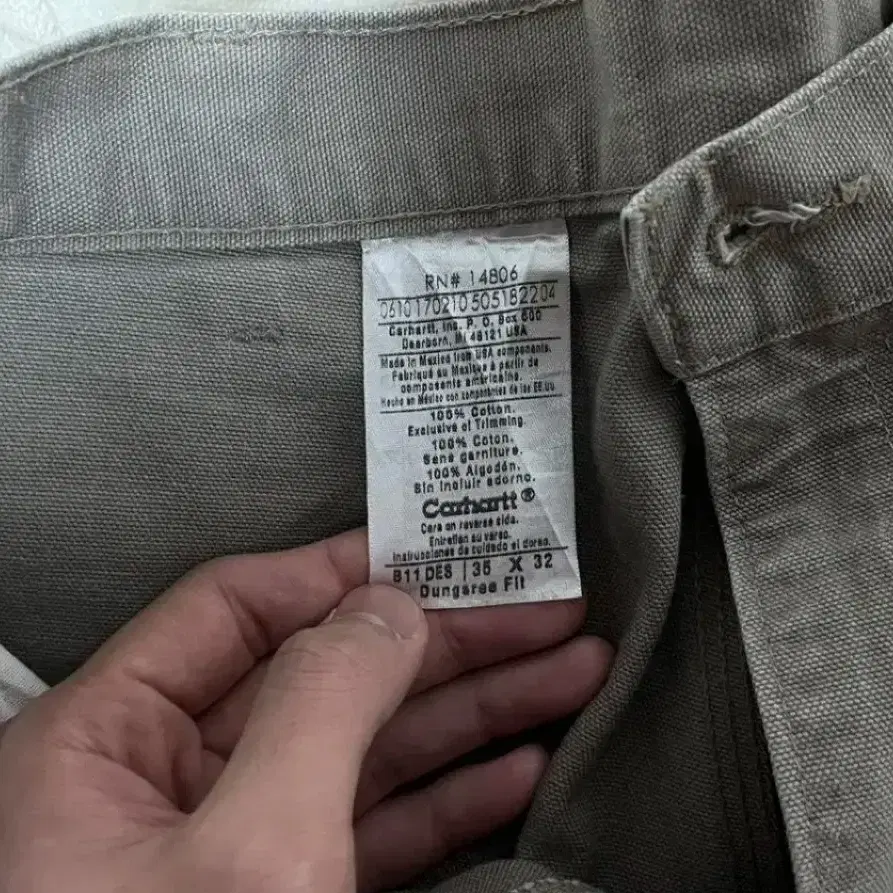 RN# 14806
0610170210505182204
Carhartt, Inc. P. O. Box 600
Dearborn, MI 48121 USA
Made in Mexico from USA components.
Fabriqué au Mexique à partir de
composants américains.
Hecho en México con componentes de los EE.UU
100% Cotton.
Exclusive of Trimming.
100% Coton.
Sans garniture.
100% Algodón.
Sin incluir adorno.
Carhartt®
Care on reverse side.
Entretien au verso.
Instrucciones de cuidado al dorso.
B11 DES | 35 X 32
Dungaree Fit